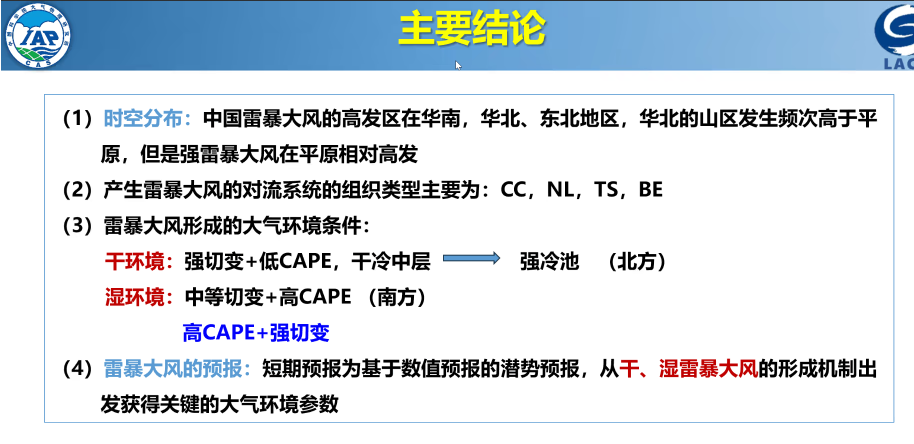 主要结论
IAP
CAS
LAC
(1) 时空分布：中国雷暴大风的高发区在华南，华北、东北地区，华北的山区发生频次高于平
原，但是强雷暴大风在平原相对高发
(2) 产生雷暴大风的对流系统的组织类型主要为：CC，NL，TS，BE
(3) 雷暴大风形成的大气环境条件：
干环境：强切变+低CAPE，干冷中层 强冷池 （北方）
湿环境：中等切变+高CAPE （南方）
高CAPE+强切变
(4) 雷暴大风的预报：短期预报为基于数值预报的潜势预报，从干、湿雷暴大风的形成机制出
发获得关键的大气环境参数